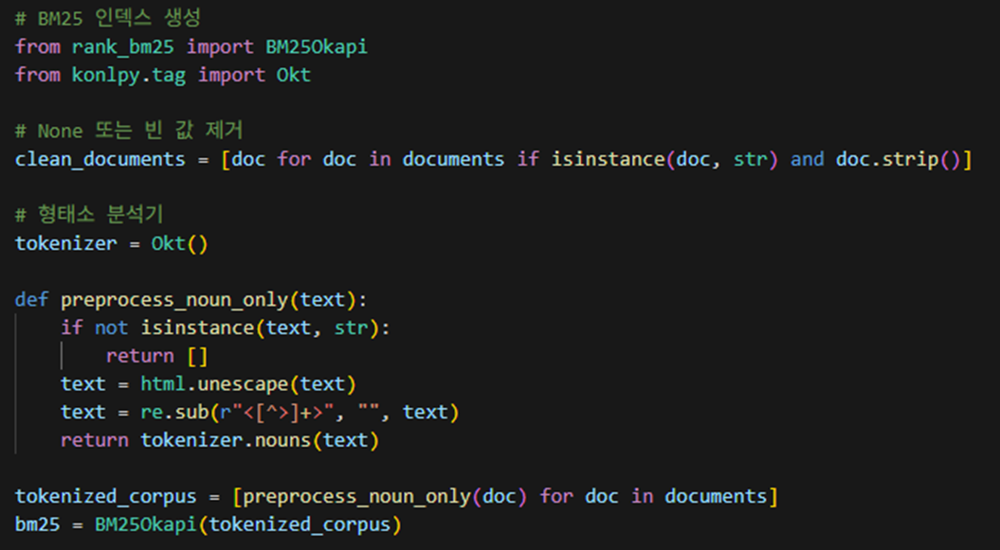 # BM25 인덱스 생성
from rank_bm25 import BM25Okapi
from konlpy.tag import Okt

# None 또는 빈 값 제거
clean_documents = [doc for doc in documents if isinstance(doc, str) and doc.strip()]

# 형태소 분석기
tokenizer = Okt()

def preprocess_noun_only(text):
    if not isinstance(text, str):
        return []
    text = html.unescape(text)
    text = re.sub(r"<[^>]+>", "", text)
    return tokenizer.nouns(text)

tokenized_corpus = [preprocess_noun_only(doc) for doc in documents]
bm25 = BM25Okapi(tokenized_corpus)